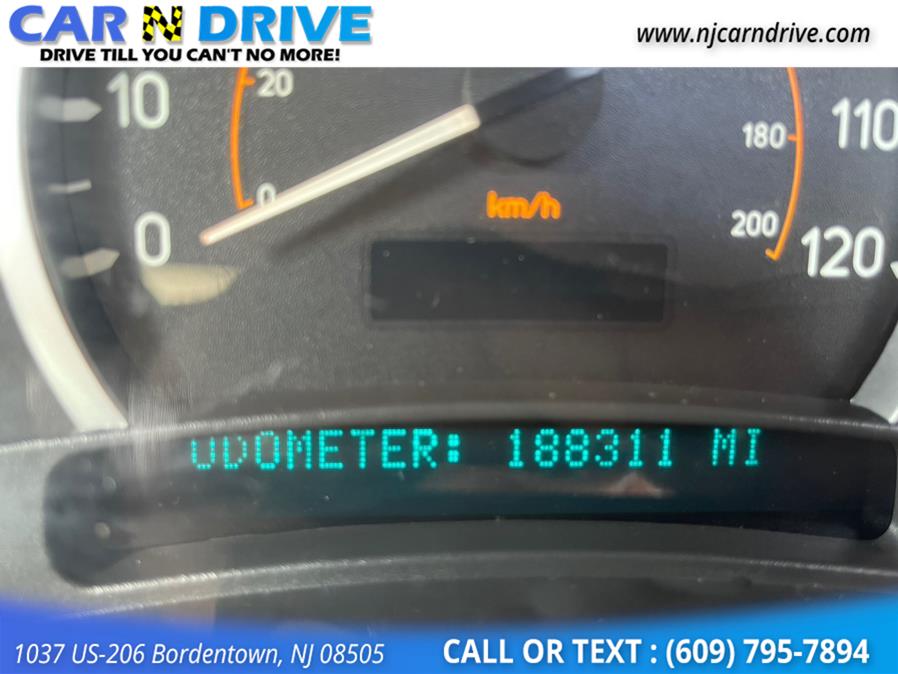 CAR N DRIVE
DRIVE TILL YOU CAN'T NO MORE!
www.njcarndrive.com
10 20 180 110
0 0 km/h 200 120
ODOMETER: 188311 MI
1037 US-206 Bordentown, NJ 08505
CALL OR TEXT : (609) 795-7894